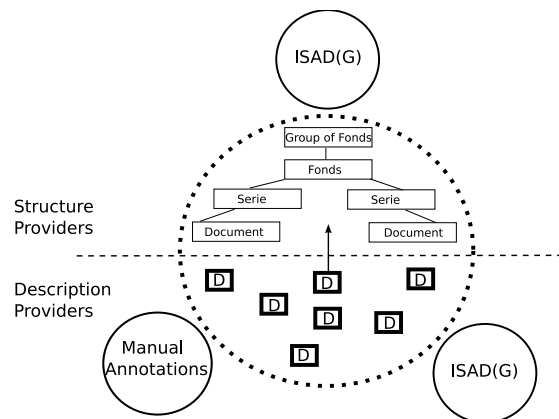 ISAD(G)
Group of Fonds
Fonds
Serie
Serie
Document
Document
Structure
Providers
Description
Providers
D
D
D
D
D
D
D
Manual
Annotations
ISAD(G)